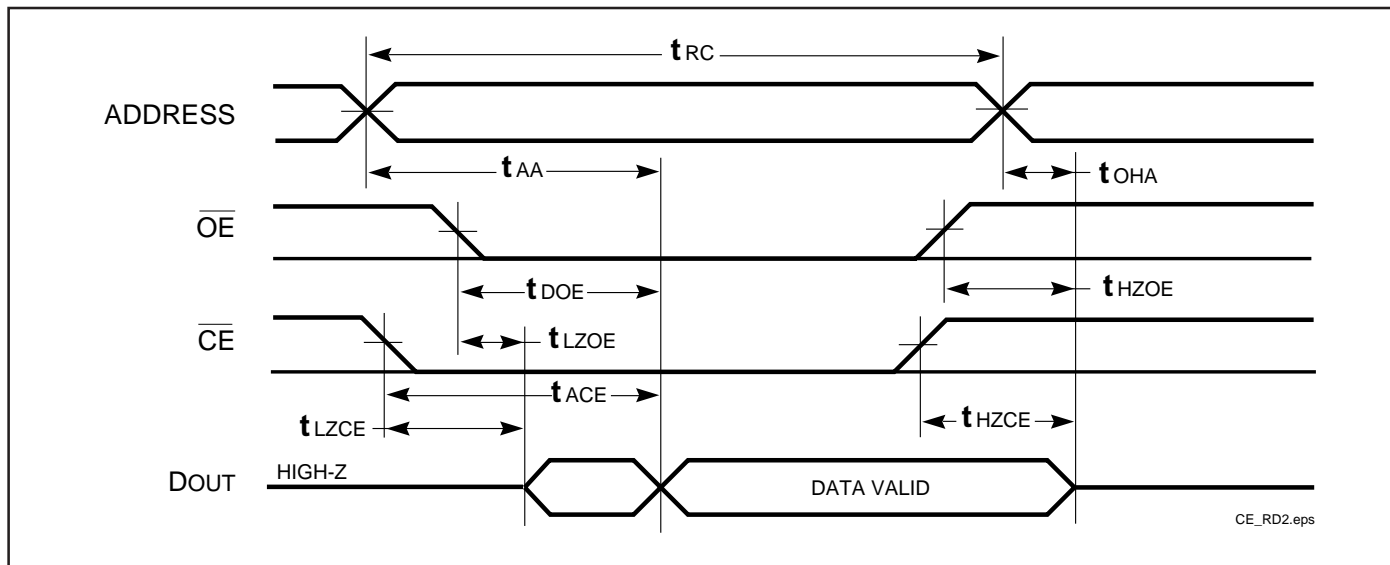 tRC
ADDRESS
tAA
tOHA
OE
tDOE
tHZOE
CE
tLZOE
tACE
tLZCE
tHZCE
DOUT
HIGH-Z
DATA VALID
CE_RD2.eps